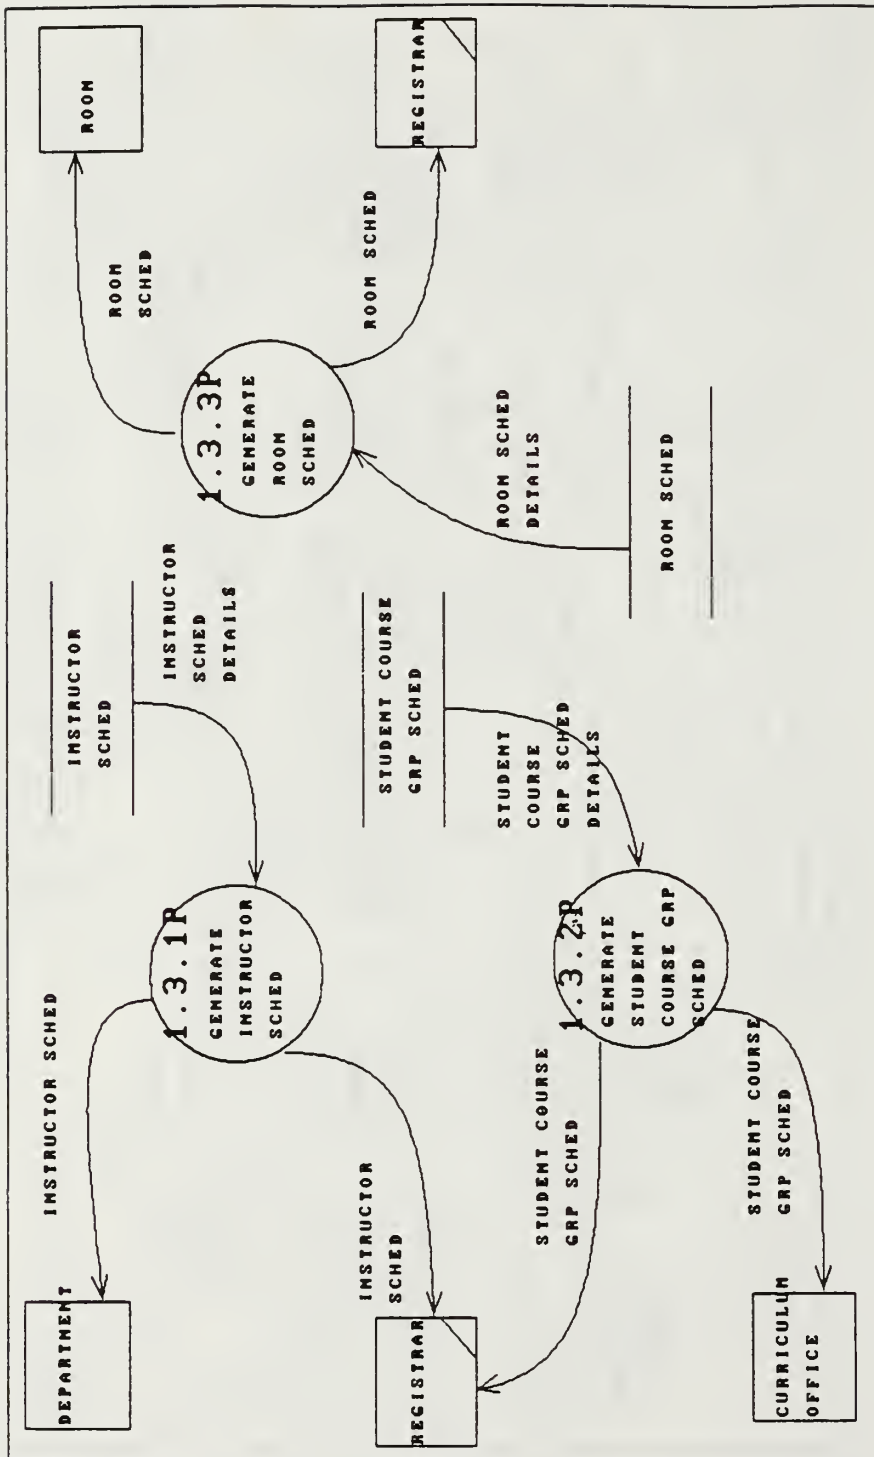 DEPARTMENT
INSTRUCTOR SCHED
1.3.1P
GENERATE
INSTRUCTOR
SCHED
INSTRUCTOR
SCHED
INSTRUCTOR
SCHED
DETAILS
ROOM
SCHED
ROOM
1.3.3P
GENERATE
ROOM
SCHED
ROOM SCHED
REGISTRAR
REGISTRAR
INSTRUCTOR
SCHED
STUDENT COURSE
GRP SCHED
STUDENT
COURSE
GRP SCHED
DETAILS
ROOM SCHED
DETAILS
ROOM SCHED
STUDENT COURSE
GRP SCHED
1.3.2P
GENERATE
STUDENT
COURSE GRP
SCHED
STUDENT COURSE
GRP SCHED
CURRICULUM
OFFICE